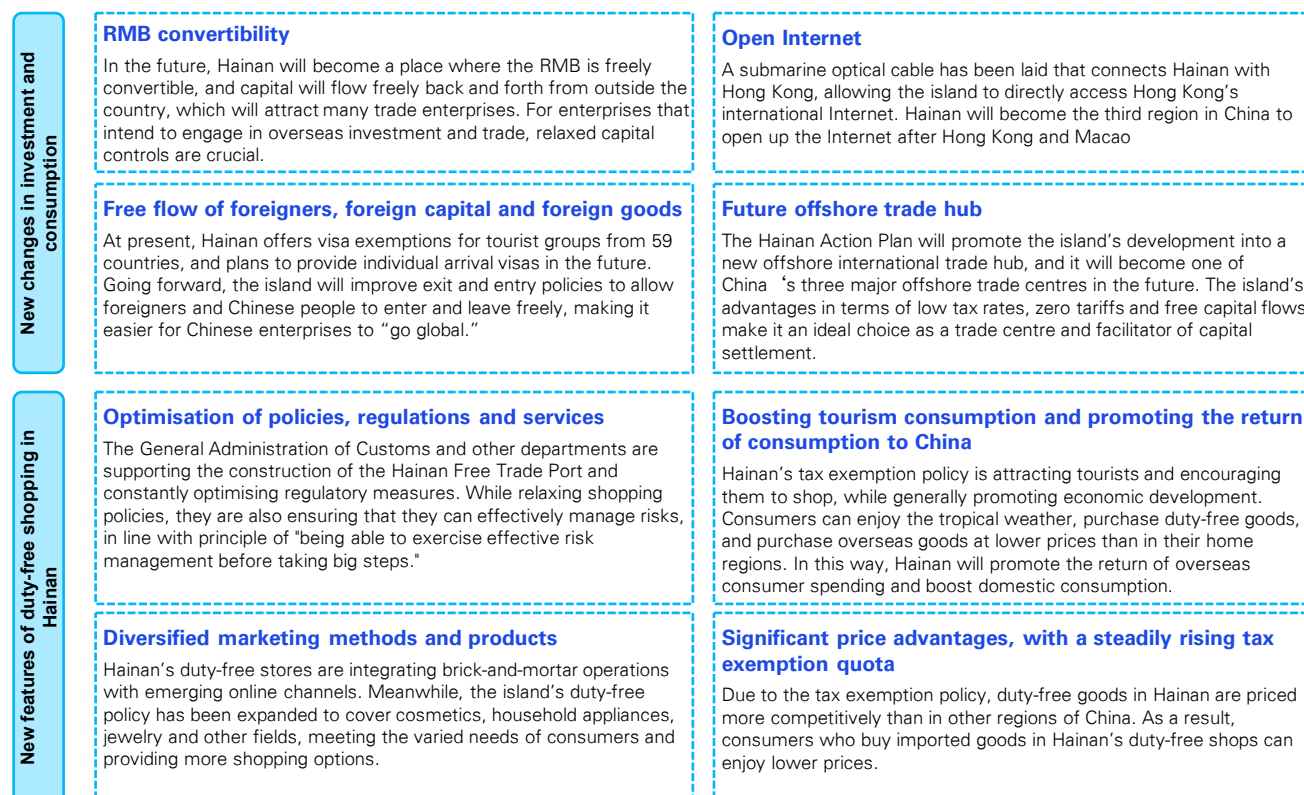 New changes in investment and
consumption
RMB convertibility
In the future, Hainan will become a place where the RMB is freely
convertible, and capital will flow freely back and forth from outside the
country, which will attract many trade enterprises. For enterprises that
intend to engage in overseas investment and trade, relaxed capital
controls are crucial.
Open Internet
A submarine optical cable has been laid that connects Hainan with
Hong Kong, allowing the island to directly access Hong Kong's
international Internet. Hainan will become the third region in China to
open up the Internet after Hong Kong and Macao
Free flow of foreigners, foreign capital and foreign goods
At present, Hainan offers visa exemptions for tourist groups from 59
countries, and plans to provide individual arrival visas in the future.
Going forward, the island will improve exit and entry policies to allow
foreigners and Chinese people to enter and leave freely, making it
easier for Chinese enterprises to “go global.”
Future offshore trade hub
The Hainan Action Plan will promote the island's development into a
new offshore international trade hub, and it will become one of
China ‘s three major offshore trade centres in the future. The island's
advantages in terms of low tax rates, zero tariffs and free capital flows
make it an ideal choice as a trade centre and facilitator of capital
settlement.
New features of duty-free shopping in
Hainan
Optimisation of policies, regulations and services
The General Administration of Customs and other departments are
supporting the construction of the Hainan Free Trade Port and
constantly optimising regulatory measures. While relaxing shopping
policies, they are also ensuring that they can effectively manage risks,
in line with principle of "being able to exercise effective risk
management before taking big steps."
Boosting tourism consumption and promoting the return
of consumption to China
Hainan's tax exemption policy is attracting tourists and encouraging
them to shop, while generally promoting economic development.
Consumers can enjoy the tropical weather, purchase duty-free goods,
and purchase overseas goods at lower prices than in their home
regions. In this way, Hainan will promote the return of overseas
consumer spending and boost domestic consumption.
Diversified marketing methods and products
Hainan's duty-free stores are integrating brick-and-mortar operations
with emerging online channels. Meanwhile, the island's duty-free
policy has been expanded to cover cosmetics, household appliances,
jewelry and other fields, meeting the varied needs of consumers and
providing more shopping options.
Significant price advantages, with a steadily rising tax
exemption quota
Due to the tax exemption policy, duty-free goods in Hainan are priced
more competitively than in other regions of China. As a result,
consumers who buy imported goods in Hainan's duty-free shops can
enjoy lower prices.